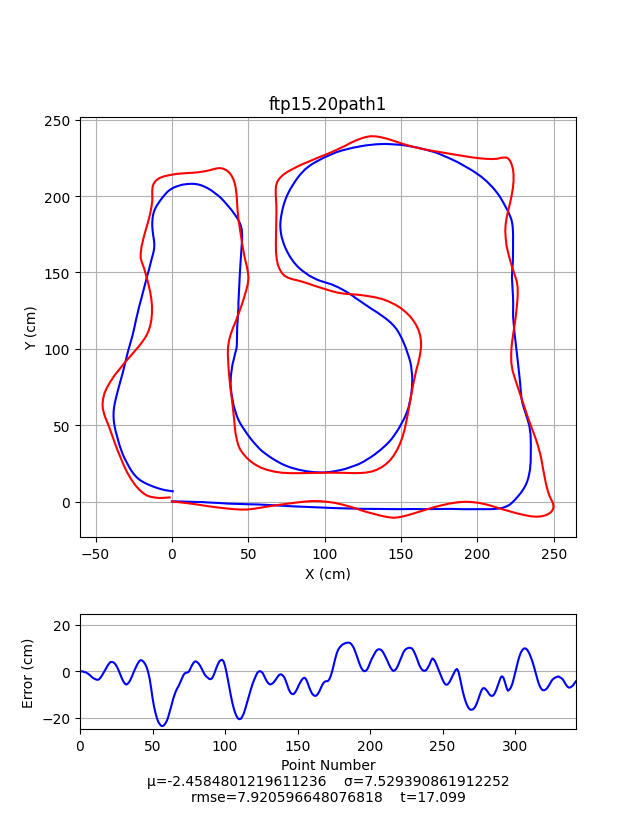 ftp15.20path1
250
200
150
100
50
0
Y (cm)
−50 0 50 100 150 200 250
X (cm)
20
0
−20
Error (cm)
0 50 100 150 200 250 300
Point Number
μ=-2.4584801219611236 σ=7.529390861912252
rmse=7.920596648076818 t=17.099